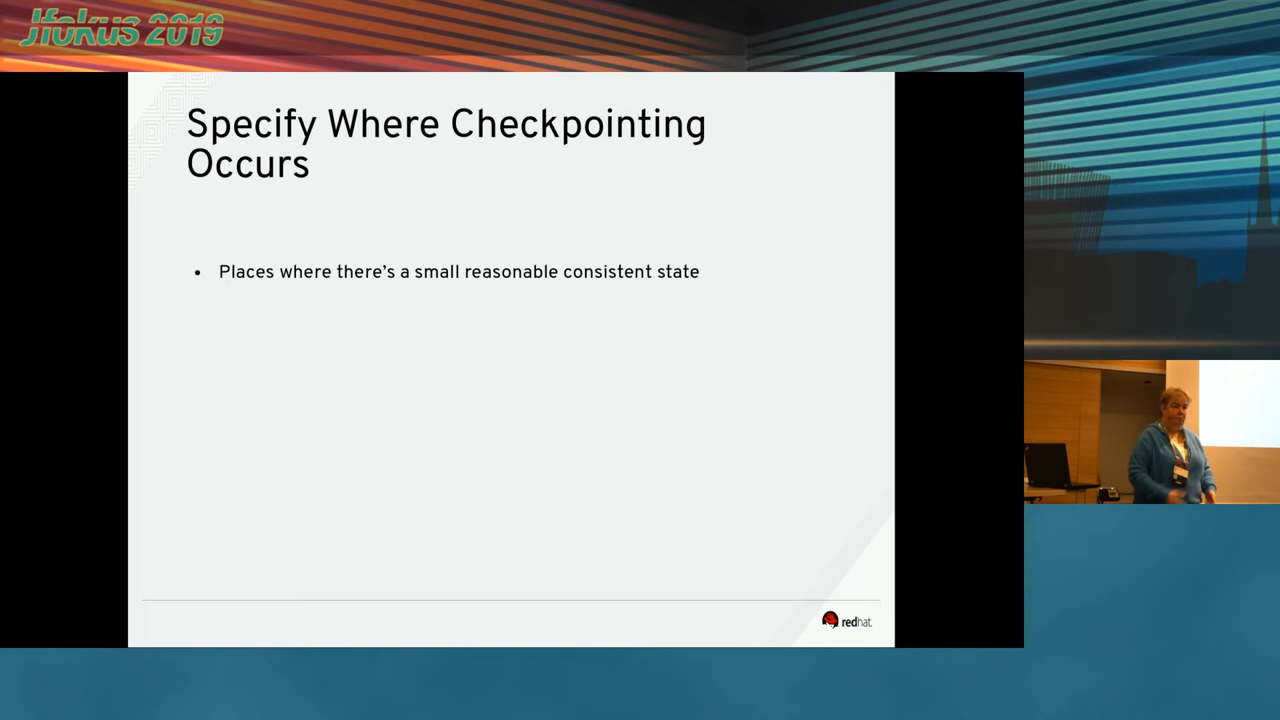 Jfokus 2019
Specify Where Checkpointing
Occurs
• Places where there's a small reasonable consistent state
redhat.